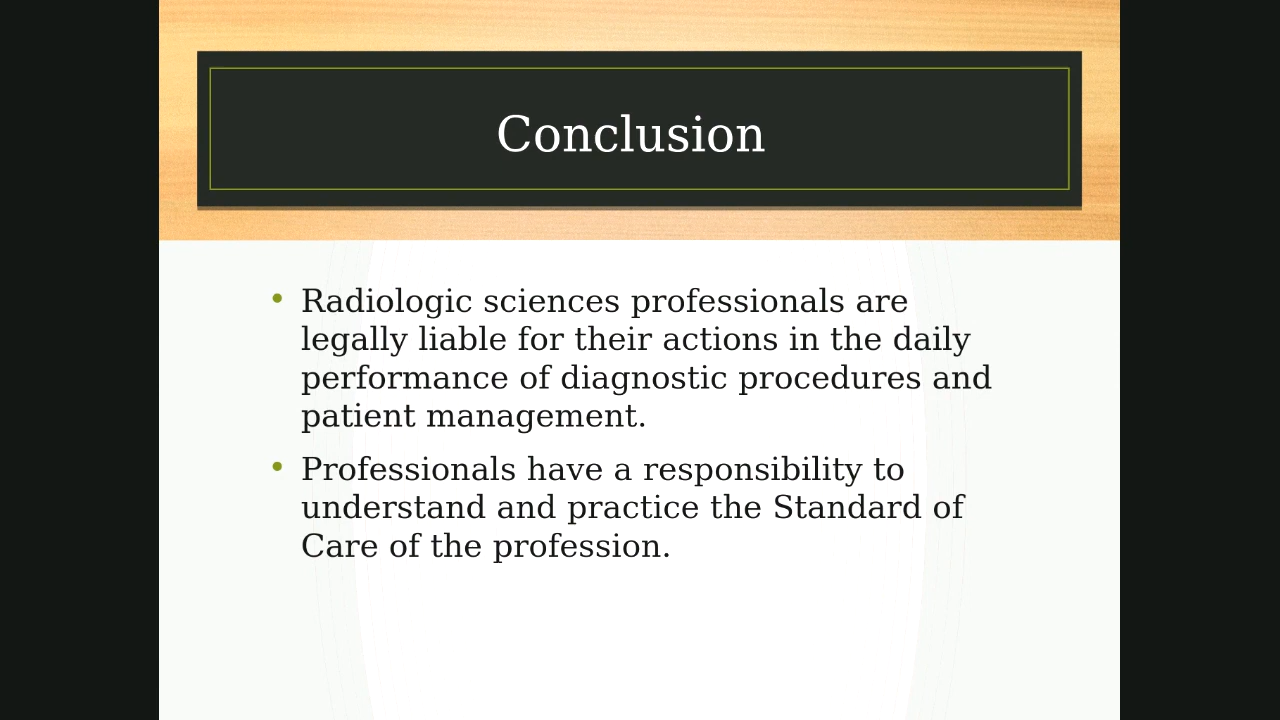 Conclusion
• Radiologic sciences professionals are
legally liable for their actions in the daily
performance of diagnostic procedures and
patient management.
• Professionals have a responsibility to
understand and practice the Standard of
Care of the profession.